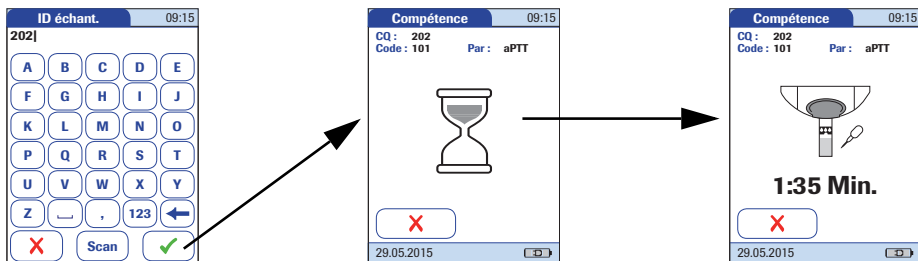 ID échant. 09:15
202
A B C D E
F G H I J
K L M N O
P Q R S T
U V W X Y
Z , 123
Scan
Compétence 09:15
CQ : 202
Code : 101 Par : aPTT
29.05.2015
Compétence 09:15
CQ : 202
Code : 101 Par : aPTT
1:35 Min.
29.05.2015